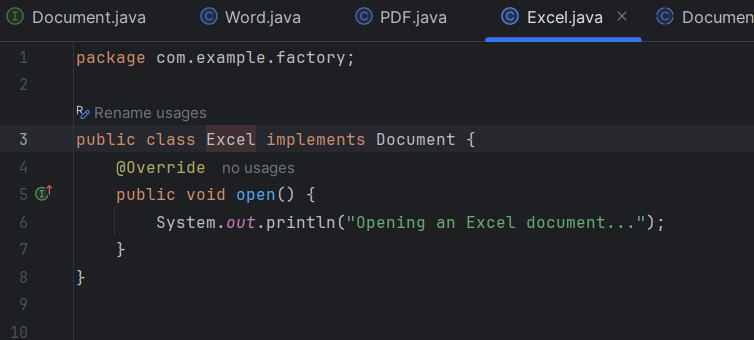 Document.java Word.java PDF.java Excel.java × Documen
1 package com.example.factory;
2
Rename usages
3 public class Excel implements Document {
4 @Override no usages
5 public void open() {
6 System.out.println("Opening an Excel document...");
7 }
8 }
9
10